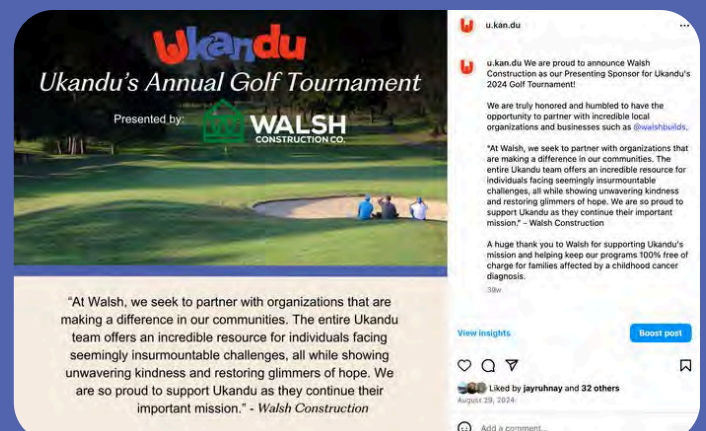 Ukandu
Ukandu's Annual Golf Tournament
Presented by:
WALSH
CONSTRUCTION CO.
"At Walsh, we seek to partner with organizations that are
making a difference in our communities. The entire Ukandu
team offers an incredible resource for individuals facing
seemingly insurmountable challenges, all while showing
unwavering kindness and restoring glimmers of hope. We
are so proud to support Ukandu as they continue their
important mission." - Walsh Construction
u.kan.du
u.kan.du We are proud to announce Walsh
Construction as our Presenting Sponsor for Ukandu's
2024 Golf Tournament!
We are truly honored and humbled to have the
opportunity to partner with incredible local
organizations and businesses such as @walshbuilds.
"At Walsh, we seek to partner with organizations that
are making a difference in our communities. The
entire Ukandu team offers an incredible resource for
individuals facing seemingly insurmountable
challenges, all while showing unwavering kindness
and restoring glimmers of hope. We are so proud to
support Ukandu as they continue their important
mission." – Walsh Construction
A huge thank you to Walsh for supporting Ukandu's
mission and helping keep our programs 100% free of
charge for families affected by a childhood cancer
diagnosis.
39w
View insights
Boost post
Liked by jayruhnay and 32 others
August 29, 2024
Add a comment...